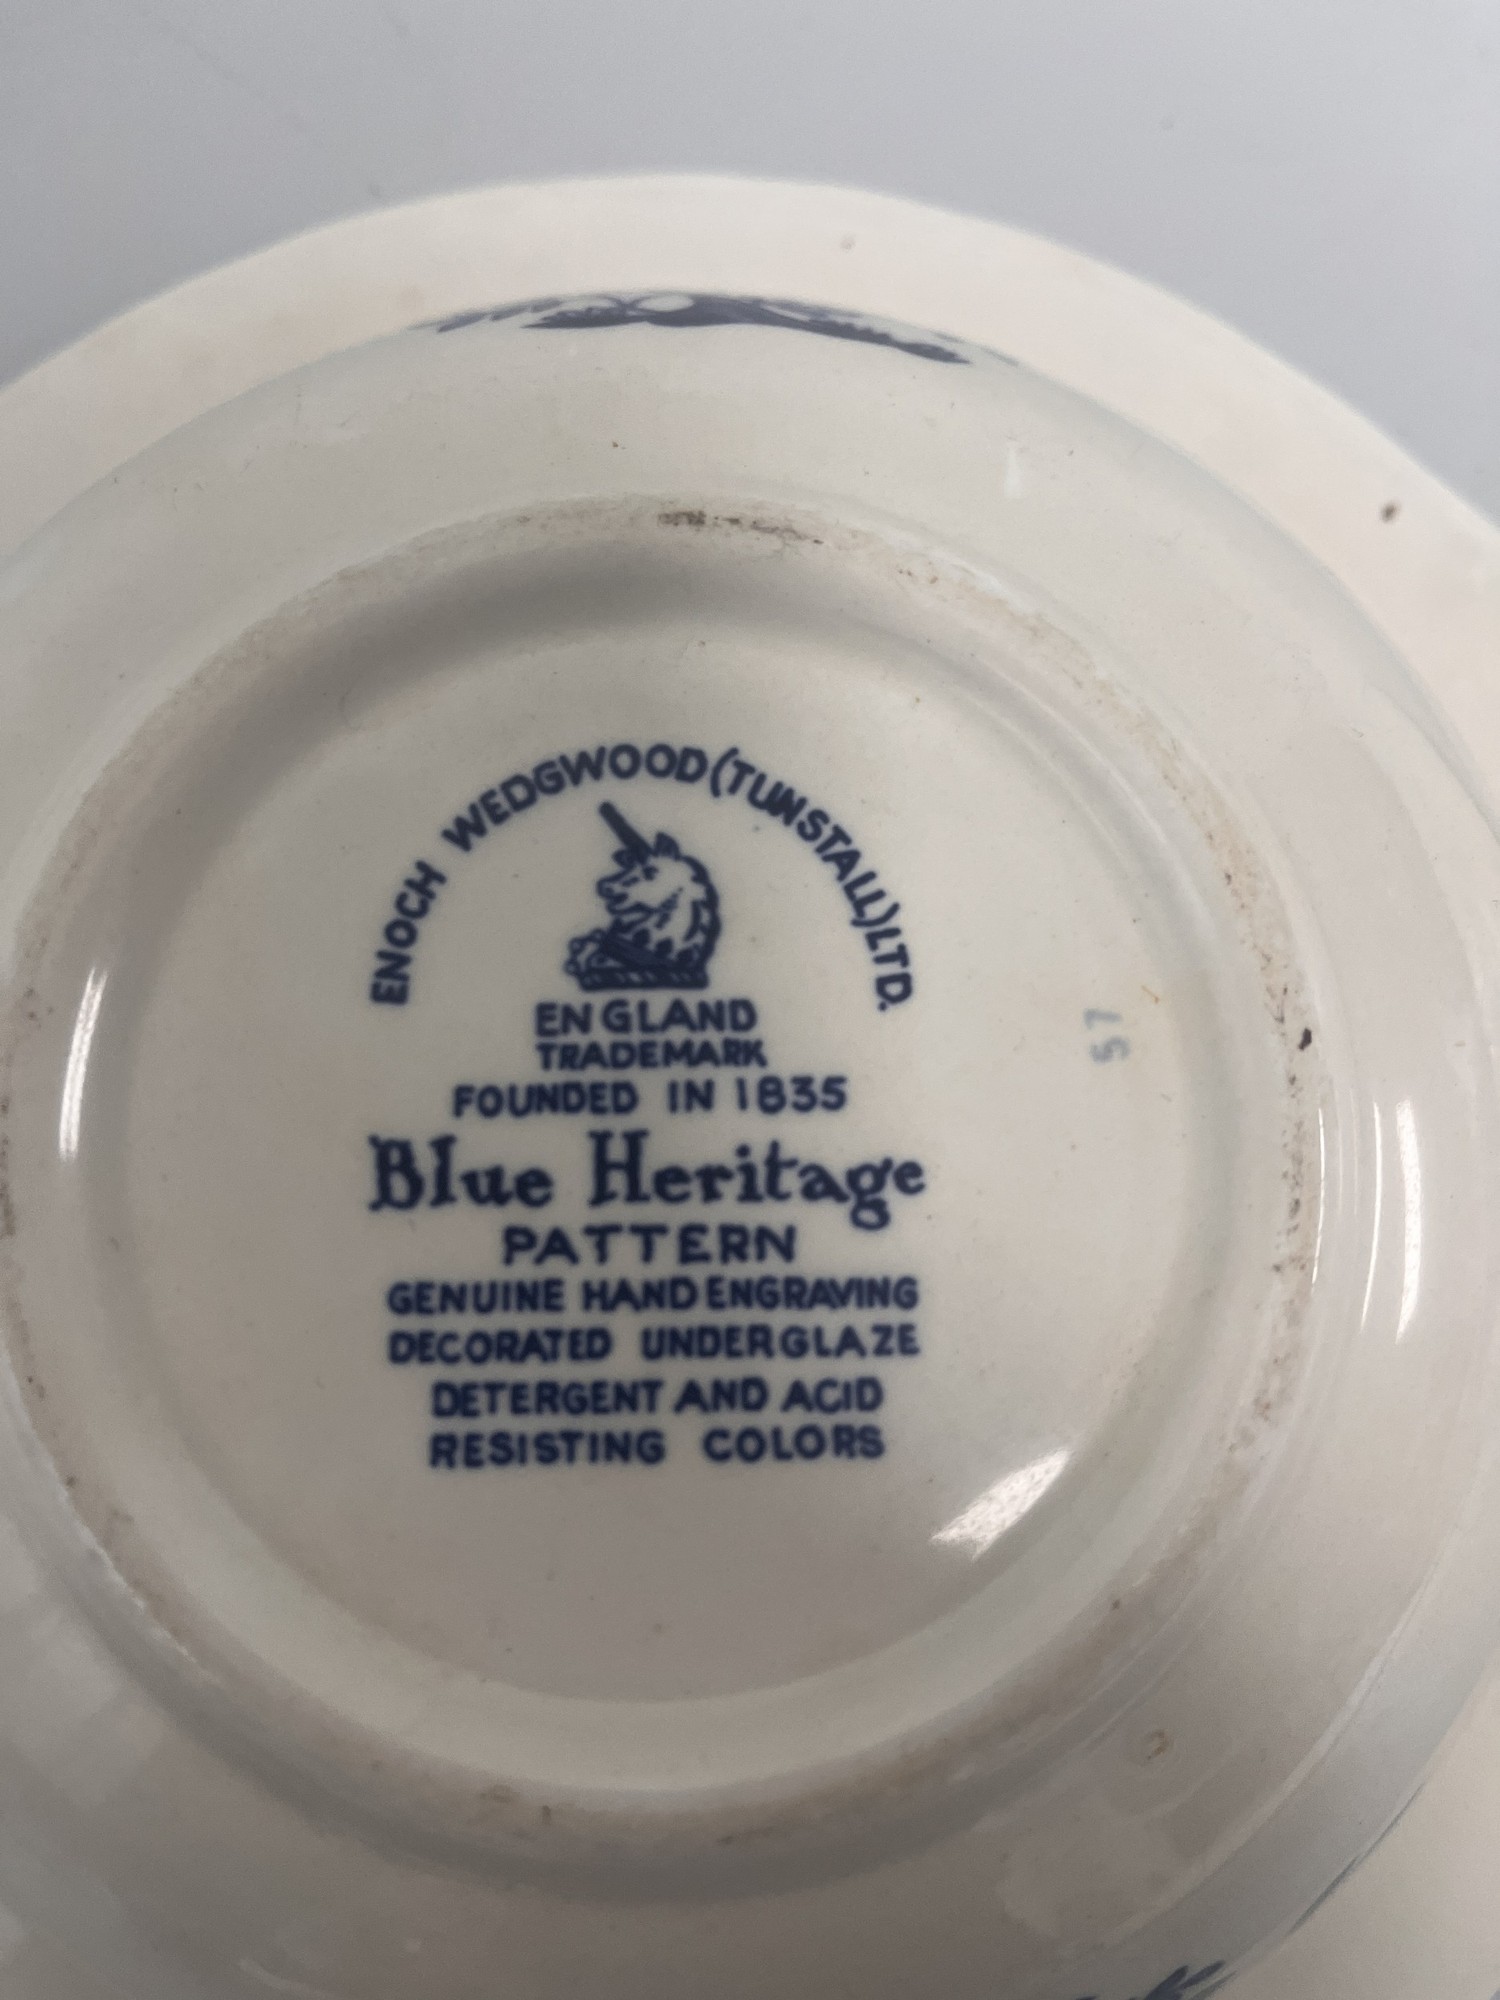 ENOCH WEDGWOOD (TUNSTALL) LTD.
ENGLAND
TRADEMARK
FOUNDED IN 1835
Blue Heritage
PATTERN
GENUINE HAND ENGRAVING
DECORATED UNDERGLAZE
DETERGENT AND ACID
RESISTING COLORS
57